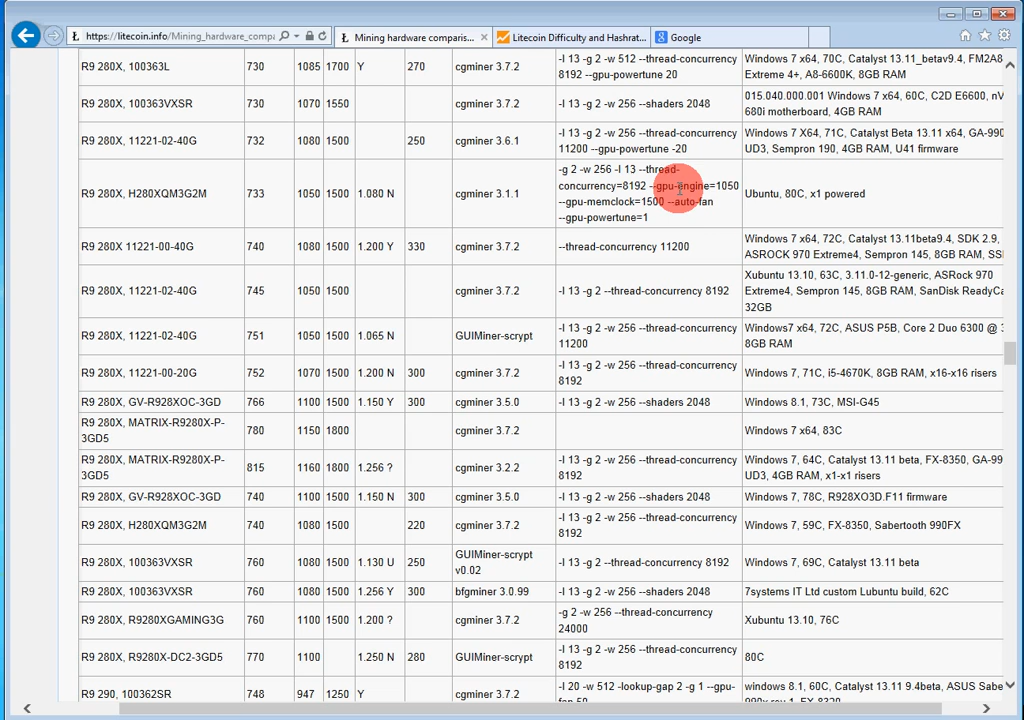 https://litecoin.info/Mining_hardware_compa
Mining hardware comparis...
Litecoin Difficulty and Hashrat...
Google
R9 280X, 100363L 730 1085 1700 Y 270 cgminer 3.7.2 -I 13 -g 2 -w 512 --thread-concurrency Windows 7 x64, 70C, Catalyst 13.11_betav9.4, FM2A8
8192 --gpu-powertune 20 Extreme 4+, A8-6600K, 8GB RAM
R9 280X, 100363VXSR 730 1070 1550 cgminer 3.7.2 -I 13 -g 2 -w 256 --shaders 2048 015.040.000.001 Windows 7 x64, 60C, C2D E6600, nV
680i motherboard, 4GB RAM
R9 280X, 11221-02-40G 732 1080 1500 250 cgminer 3.6.1 -I 13 -g 2 -w 256 --thread-concurrency Windows 7 X64, 71C, Catalyst Beta 13.11 x64, GA-990
11200 --gpu-powertune -20 UD3, Sempron 190, 4GB RAM, U41 firmware
R9 280X, H280XQM3G2M 733 1050 1500 1.080 N cgminer 3.1.1 -g 2 -w 256 -I 13 --thread- Ubuntu, 80C, x1 powered
concurrency=8192 --gpu-engine=1050
--gpu-memclock=1500 --auto-fan
--gpu-powertune=1
R9 280X 11221-00-40G 740 1080 1500 1.200 Y 330 cgminer 3.7.2 --thread-concurrency 11200 Windows 7 x64, 72C, Catalyst 13.11beta9.4, SDK 2.9,
ASROCK 970 Extreme4, Sempron 145, 8GB RAM, SS
R9 280X, 11221-02-40G 745 1050 1500 cgminer 3.7.2 -I 13 -g 2 --thread-concurrency 8192 Xubuntu 13.10, 63C, 3.11.0-12-generic, ASRock 970
Extreme4, Sempron 145, 8GB RAM, SanDisk ReadyCa
32GB
R9 280X, 11221-02-40G 751 1050 1500 1.065 N GUIMiner-scrypt -I 13 -g 2 -w 256 --thread-concurrency Windows7 x64, 72C, ASUS P5B, Core 2 Duo 6300 @
11200 8GB RAM
R9 280X, 11221-00-20G 752 1070 1500 1.200 N 300 cgminer 3.7.2 -I 13 -g 2 -w 256 --thread-concurrency Windows 7, 71C, i5-4670K, 8GB RAM, x16-x16 risers
8192
R9 280X, GV-R928XOC-3GD 766 1100 1500 1.150 Y 300 cgminer 3.5.0 -I 13 -g 2 -w 256 --shaders 2048 Windows 8.1, 73C, MSI-G45
R9 280X, MATRIX-R9280X-P- 780 1150 1800 cgminer 3.7.2 Windows 7 x64, 83C
3GD5
R9 280X, MATRIX-R9280X-P- 815 1160 1800 1.256 ? cgminer 3.2.2 -I 13 -g 2 -w 256 --thread-concurrency Windows 7, 64C, Catalyst 13.11 beta, FX-8350, GA-99
3GD5 8192 UD3, 4GB RAM, x1-x1 risers
R9 280X, GV-R928XOC-3GD 740 1100 1500 1.150 N 300 cgminer 3.5.0 -I 13 -g 2 -w 256 --shaders 2048 Windows 7, 78C, R928XO3D.F11 firmware
R9 280X, H280XQM3G2M 740 1080 1500 220 cgminer 3.7.2 -I 13 -g 2 -w 256 --thread-concurrency Windows 7, 59C, FX-8350, Sabertooth 990FX
8192
R9 280X, 100363VXSR 760 1080 1500 1.130 U 250 GUIMiner-scrypt -I 13 -g 2 --thread-concurrency 8192 Windows 7, 69C, Catalyst 13.11 beta
v0.02
R9 280X, 100363VXSR 760 1080 1500 1.256 Y 300 bfgminer 3.0.99 -I 13 -g 2 -w 256 --shaders 2048 7systems IT Ltd custom Lubuntu build, 62C
R9 280X, R9280XGAMING3G 760 1100 1500 1.200 ? cgminer 3.7.2 -g 2 -w 256 --thread-concurrency Xubuntu 13.10, 76C
24000
R9 280X, R9280X-DC2-3GD5 770 1100 1.250 N 280 GUIMiner-scrypt -I 13 -g 2 -w 256 --thread-concurrency 80C
8192
R9 290, 100362SR 748 947 1250 Y cgminer 3.7.2 -I 20 -w 512 -lookup-gap 2 -g 1 --gpu- windows 8.1, 60C, Catalyst 13.11 9.4beta, ASUS Sabe